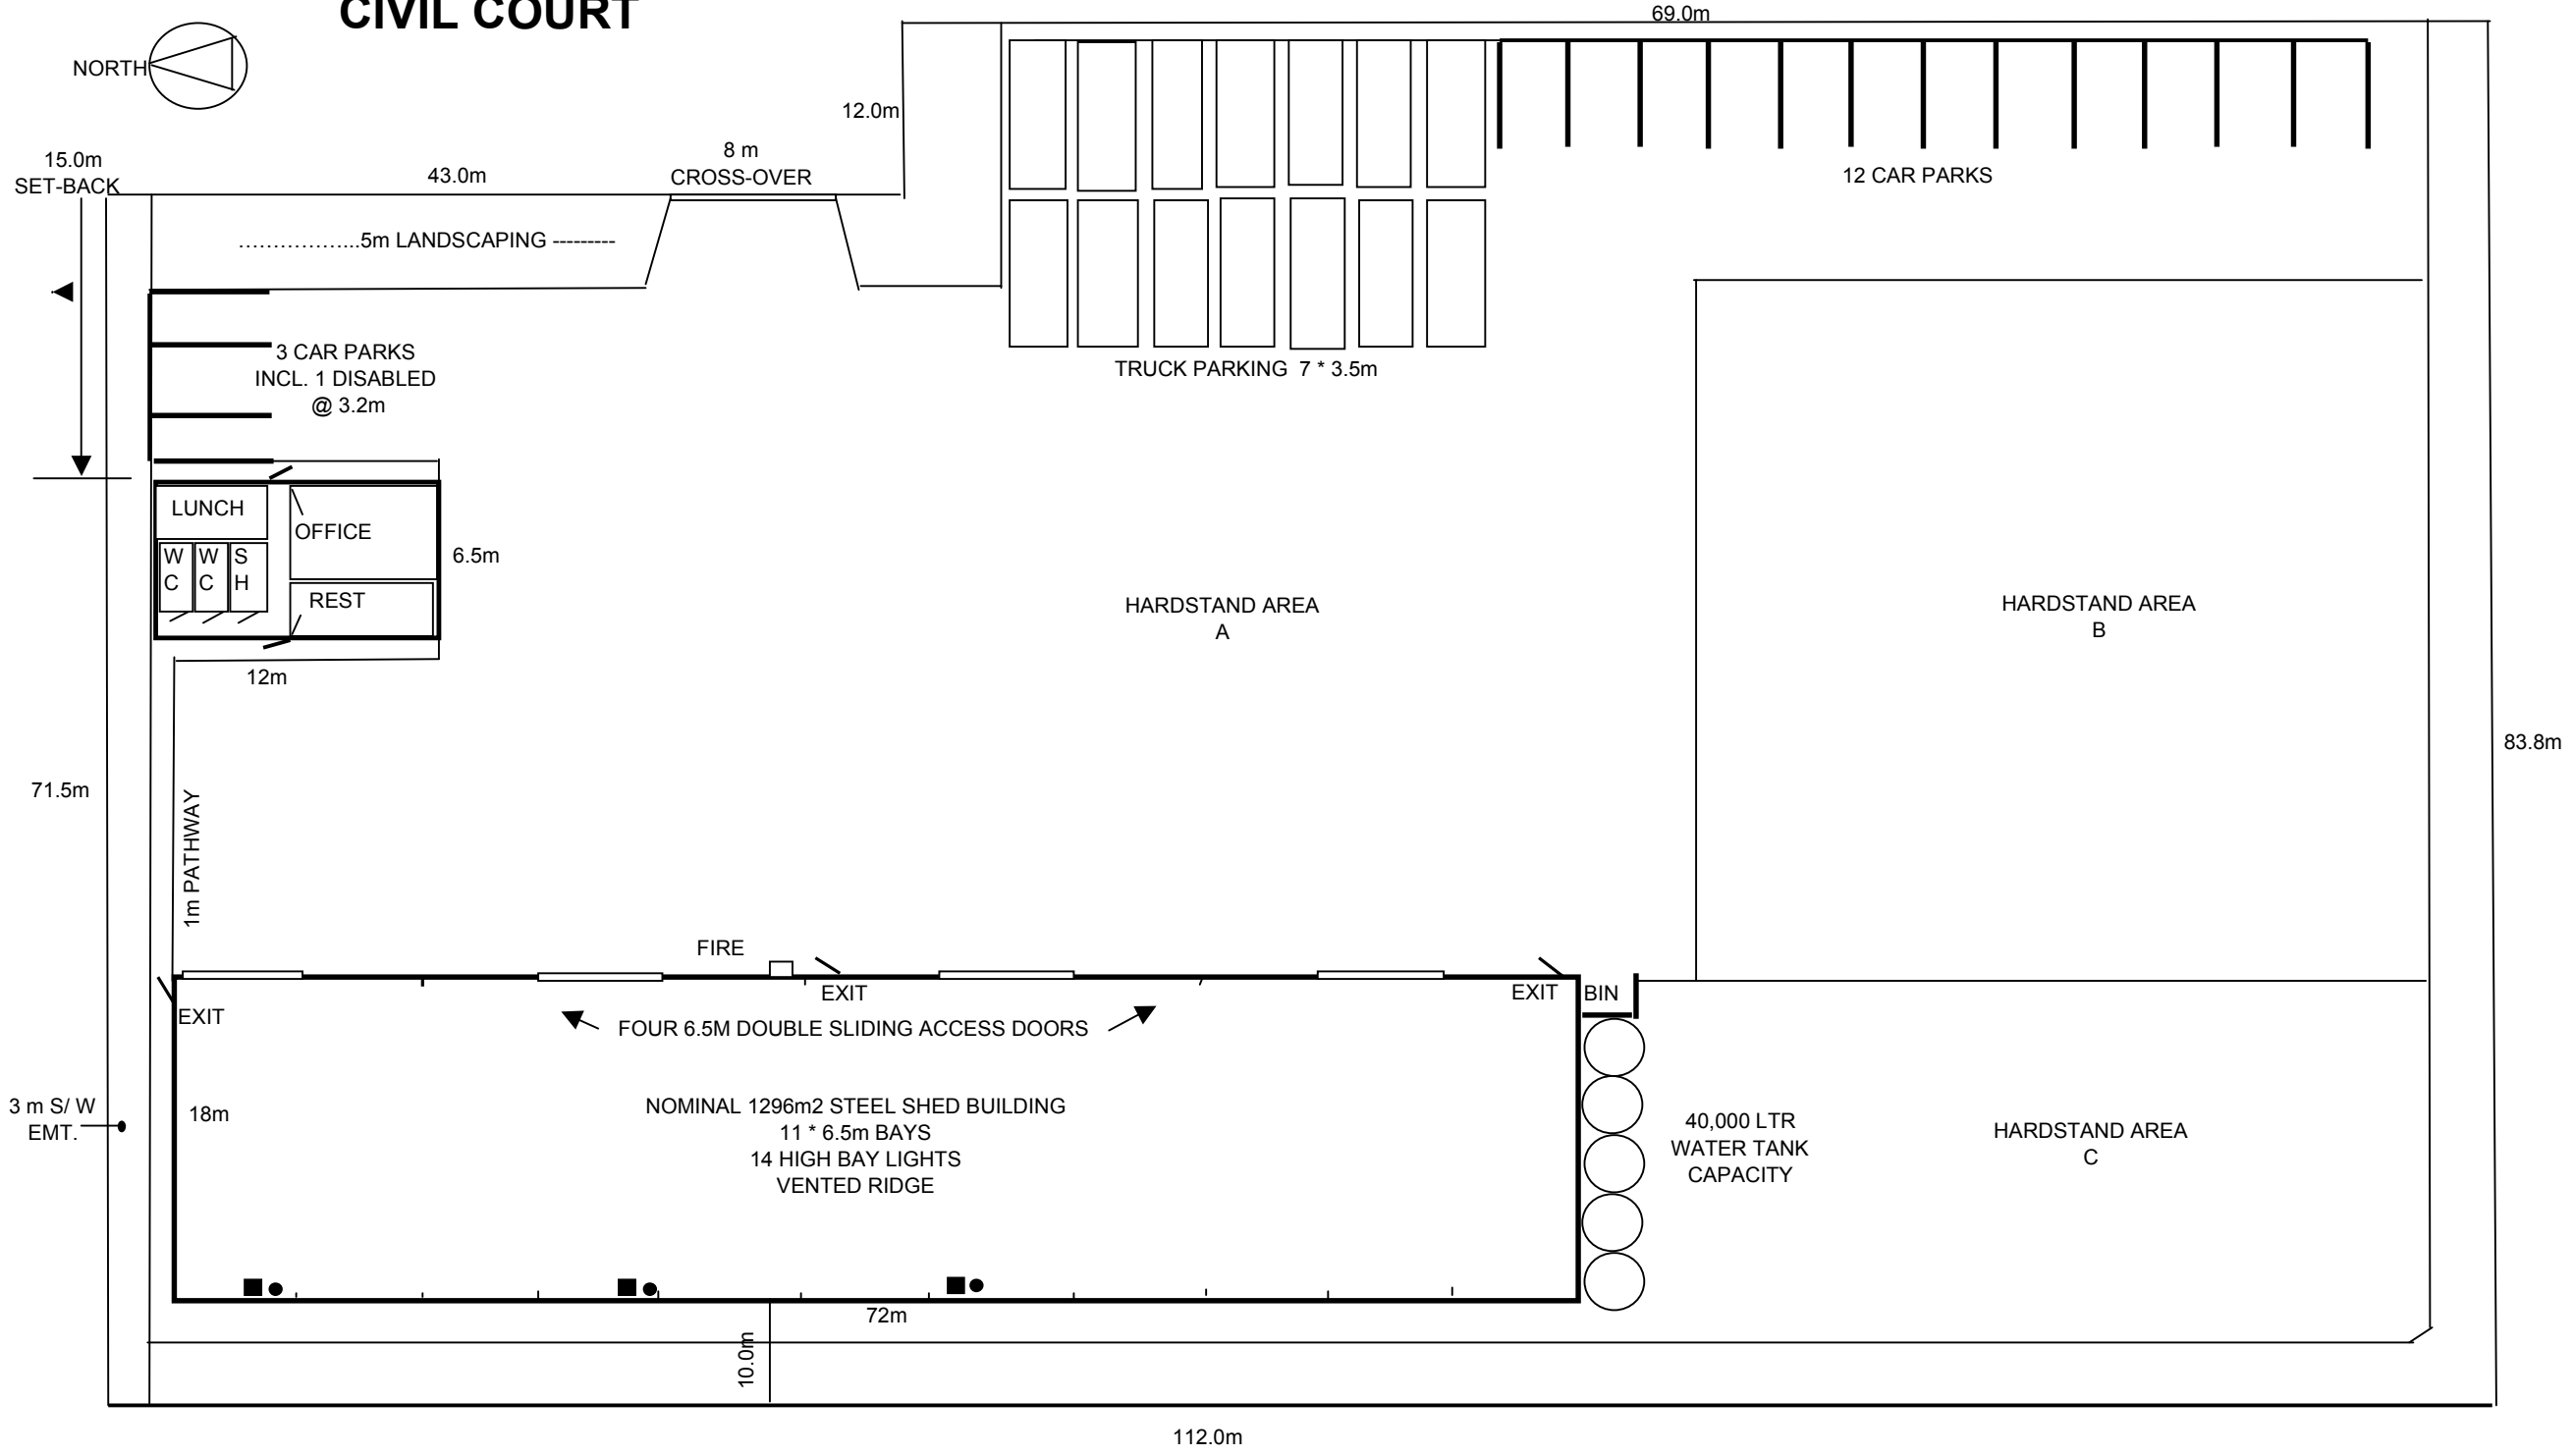 CIVIL COURT
69.0m
NORTH
12.0m
8 m
CROSS-OVER
15.0m
SET-BACK
43.0m
12 CAR PARKS
………………...5m LANDSCAPING ---------
3 CAR PARKS
INCL. 1 DISABLED
@ 3.2m
TRUCK PARKING  7 * 3.5m
LUNCH
OFFICE
W
C
W
C
S
H
6.5m
REST
12m
HARDSTAND AREA
A
HARDSTAND AREA
B
83.8m
71.5m
1m PATHWAY
FIRE
EXIT
EXIT
EXIT
BIN
FOUR 6.5M DOUBLE SLIDING ACCESS DOORS
3 m S/ W
EMT.
18m
NOMINAL 1296m2 STEEL SHED BUILDING
11 * 6.5m BAYS
14 HIGH BAY LIGHTS
VENTED RIDGE
40,000 LTR
WATER TANK
CAPACITY
HARDSTAND AREA
C
72m
10.0m
112.0m